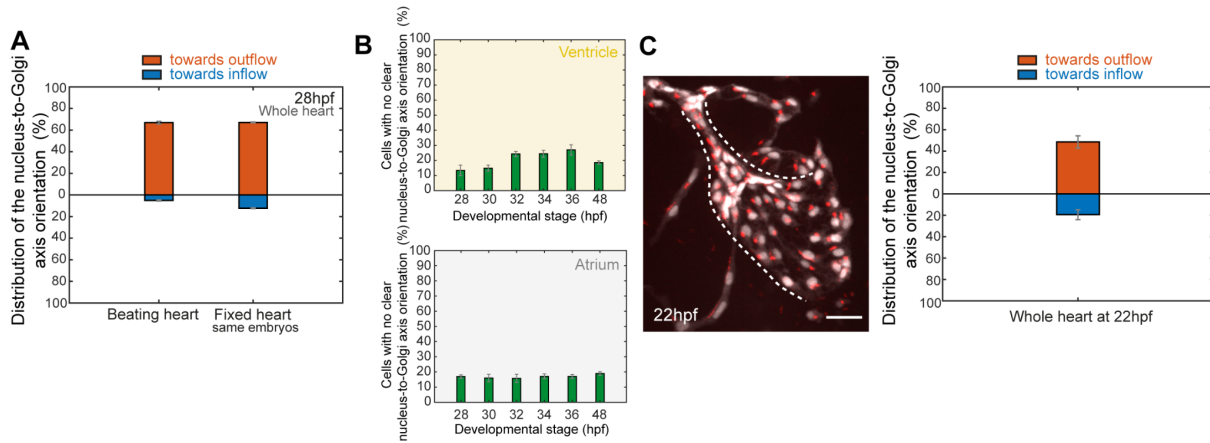 A
towards outflow
towards inflow
Distribution of the nucleus-to-Golgi
axis orientation (%)
100
80
60
40
20
0
20
40
60
80
100
28hpf
Whole heart
Beating heart
Fixed heart
same embryos
B
Cells with no clear
nucleus-to-Golgi axis orientation (%)
100
90
80
70
60
50
40
30
20
10
0
Ventricle
28 30 32 34 36 48
Developmental stage (hpf)
Cells with no clear
nucleus-to-Golgi axis orientation (%)
100
90
80
70
60
50
40
30
20
10
0
Atrium
28 30 32 34 36 48
Developmental stage (hpf)
C
22hpf
towards outflow
towards inflow
Distribution of the nucleus-to-Golgi
axis orientation (%)
100
80
60
40
20
0
20
40
60
80
100
Whole heart at 22hpf